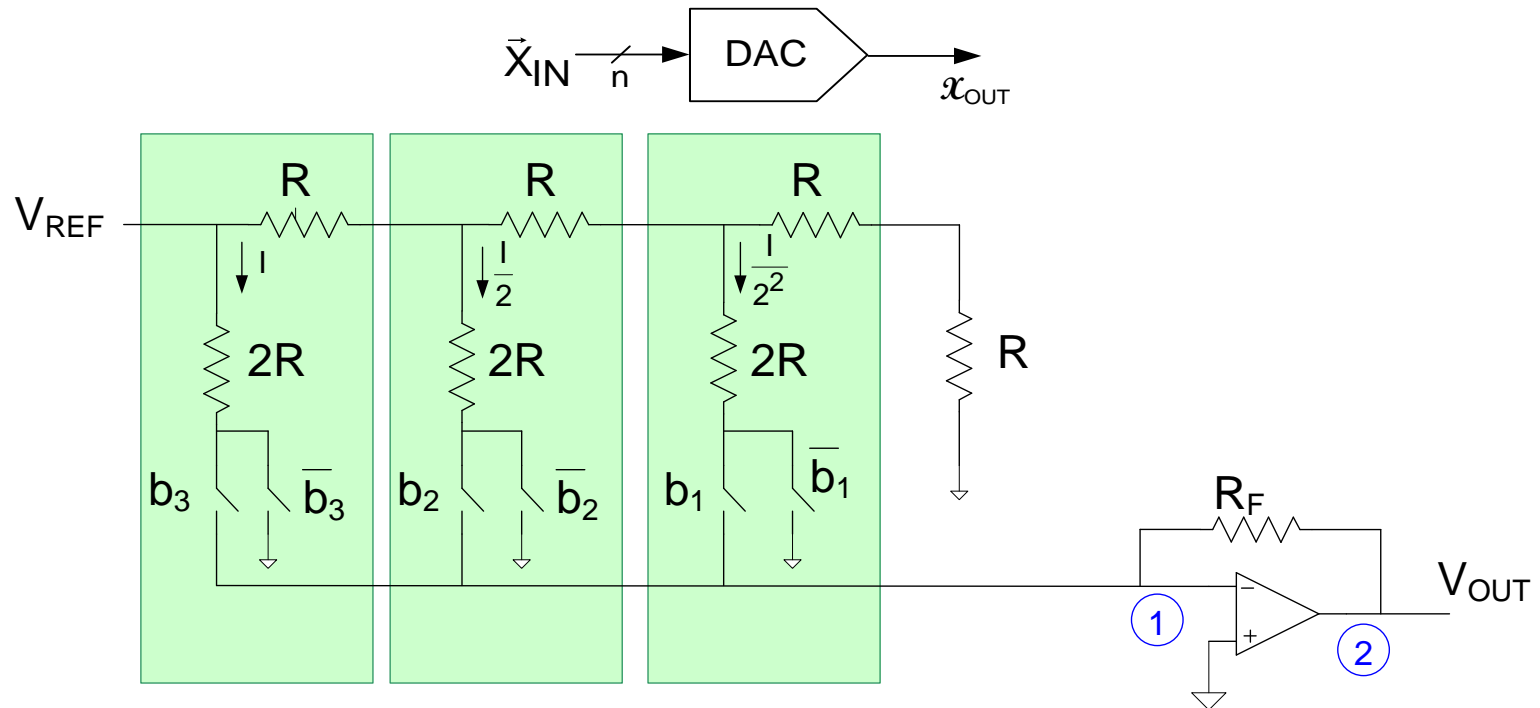 X⃗IN
n
DAC
𝓍OUT
VREF
R
R
R
I
I/2
I/2²
2R
2R
2R
R
b3
b̅3
b2
b̅2
b1
b̅1
RF
−
+
1
2
VOUT